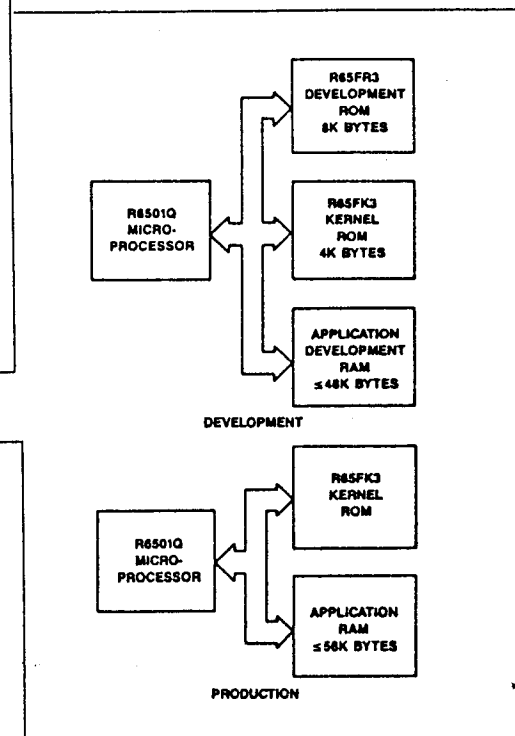 R65FR3
DEVELOPMENT
ROM
8K BYTES
R6501Q
MICRO-
PROCESSOR
R65FK3
KERNEL
ROM
4K BYTES
APPLICATION
DEVELOPMENT
RAM
≤48K BYTES
DEVELOPMENT
R65FK3
KERNEL
ROM
R6501Q
MICRO-
PROCESSOR
APPLICATION
RAM
≤56K BYTES
PRODUCTION